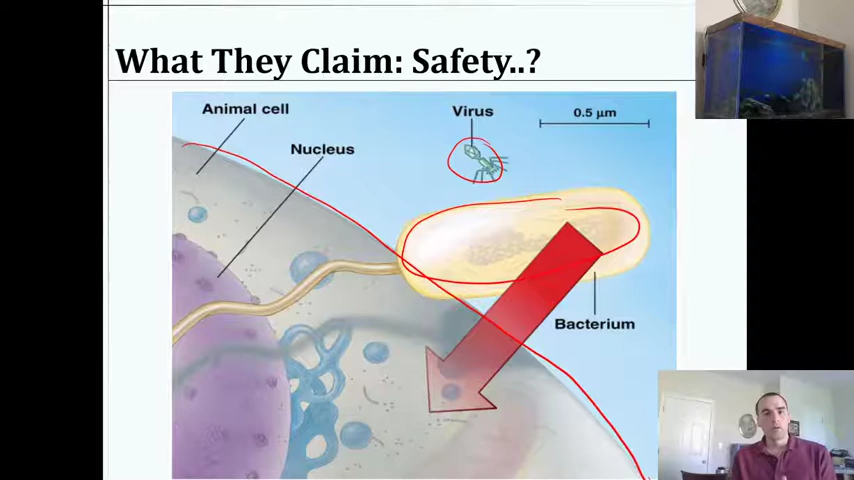 What They Claim: Safety..?
Animal cell
Virus
0.5 μm
Nucleus
Bacterium